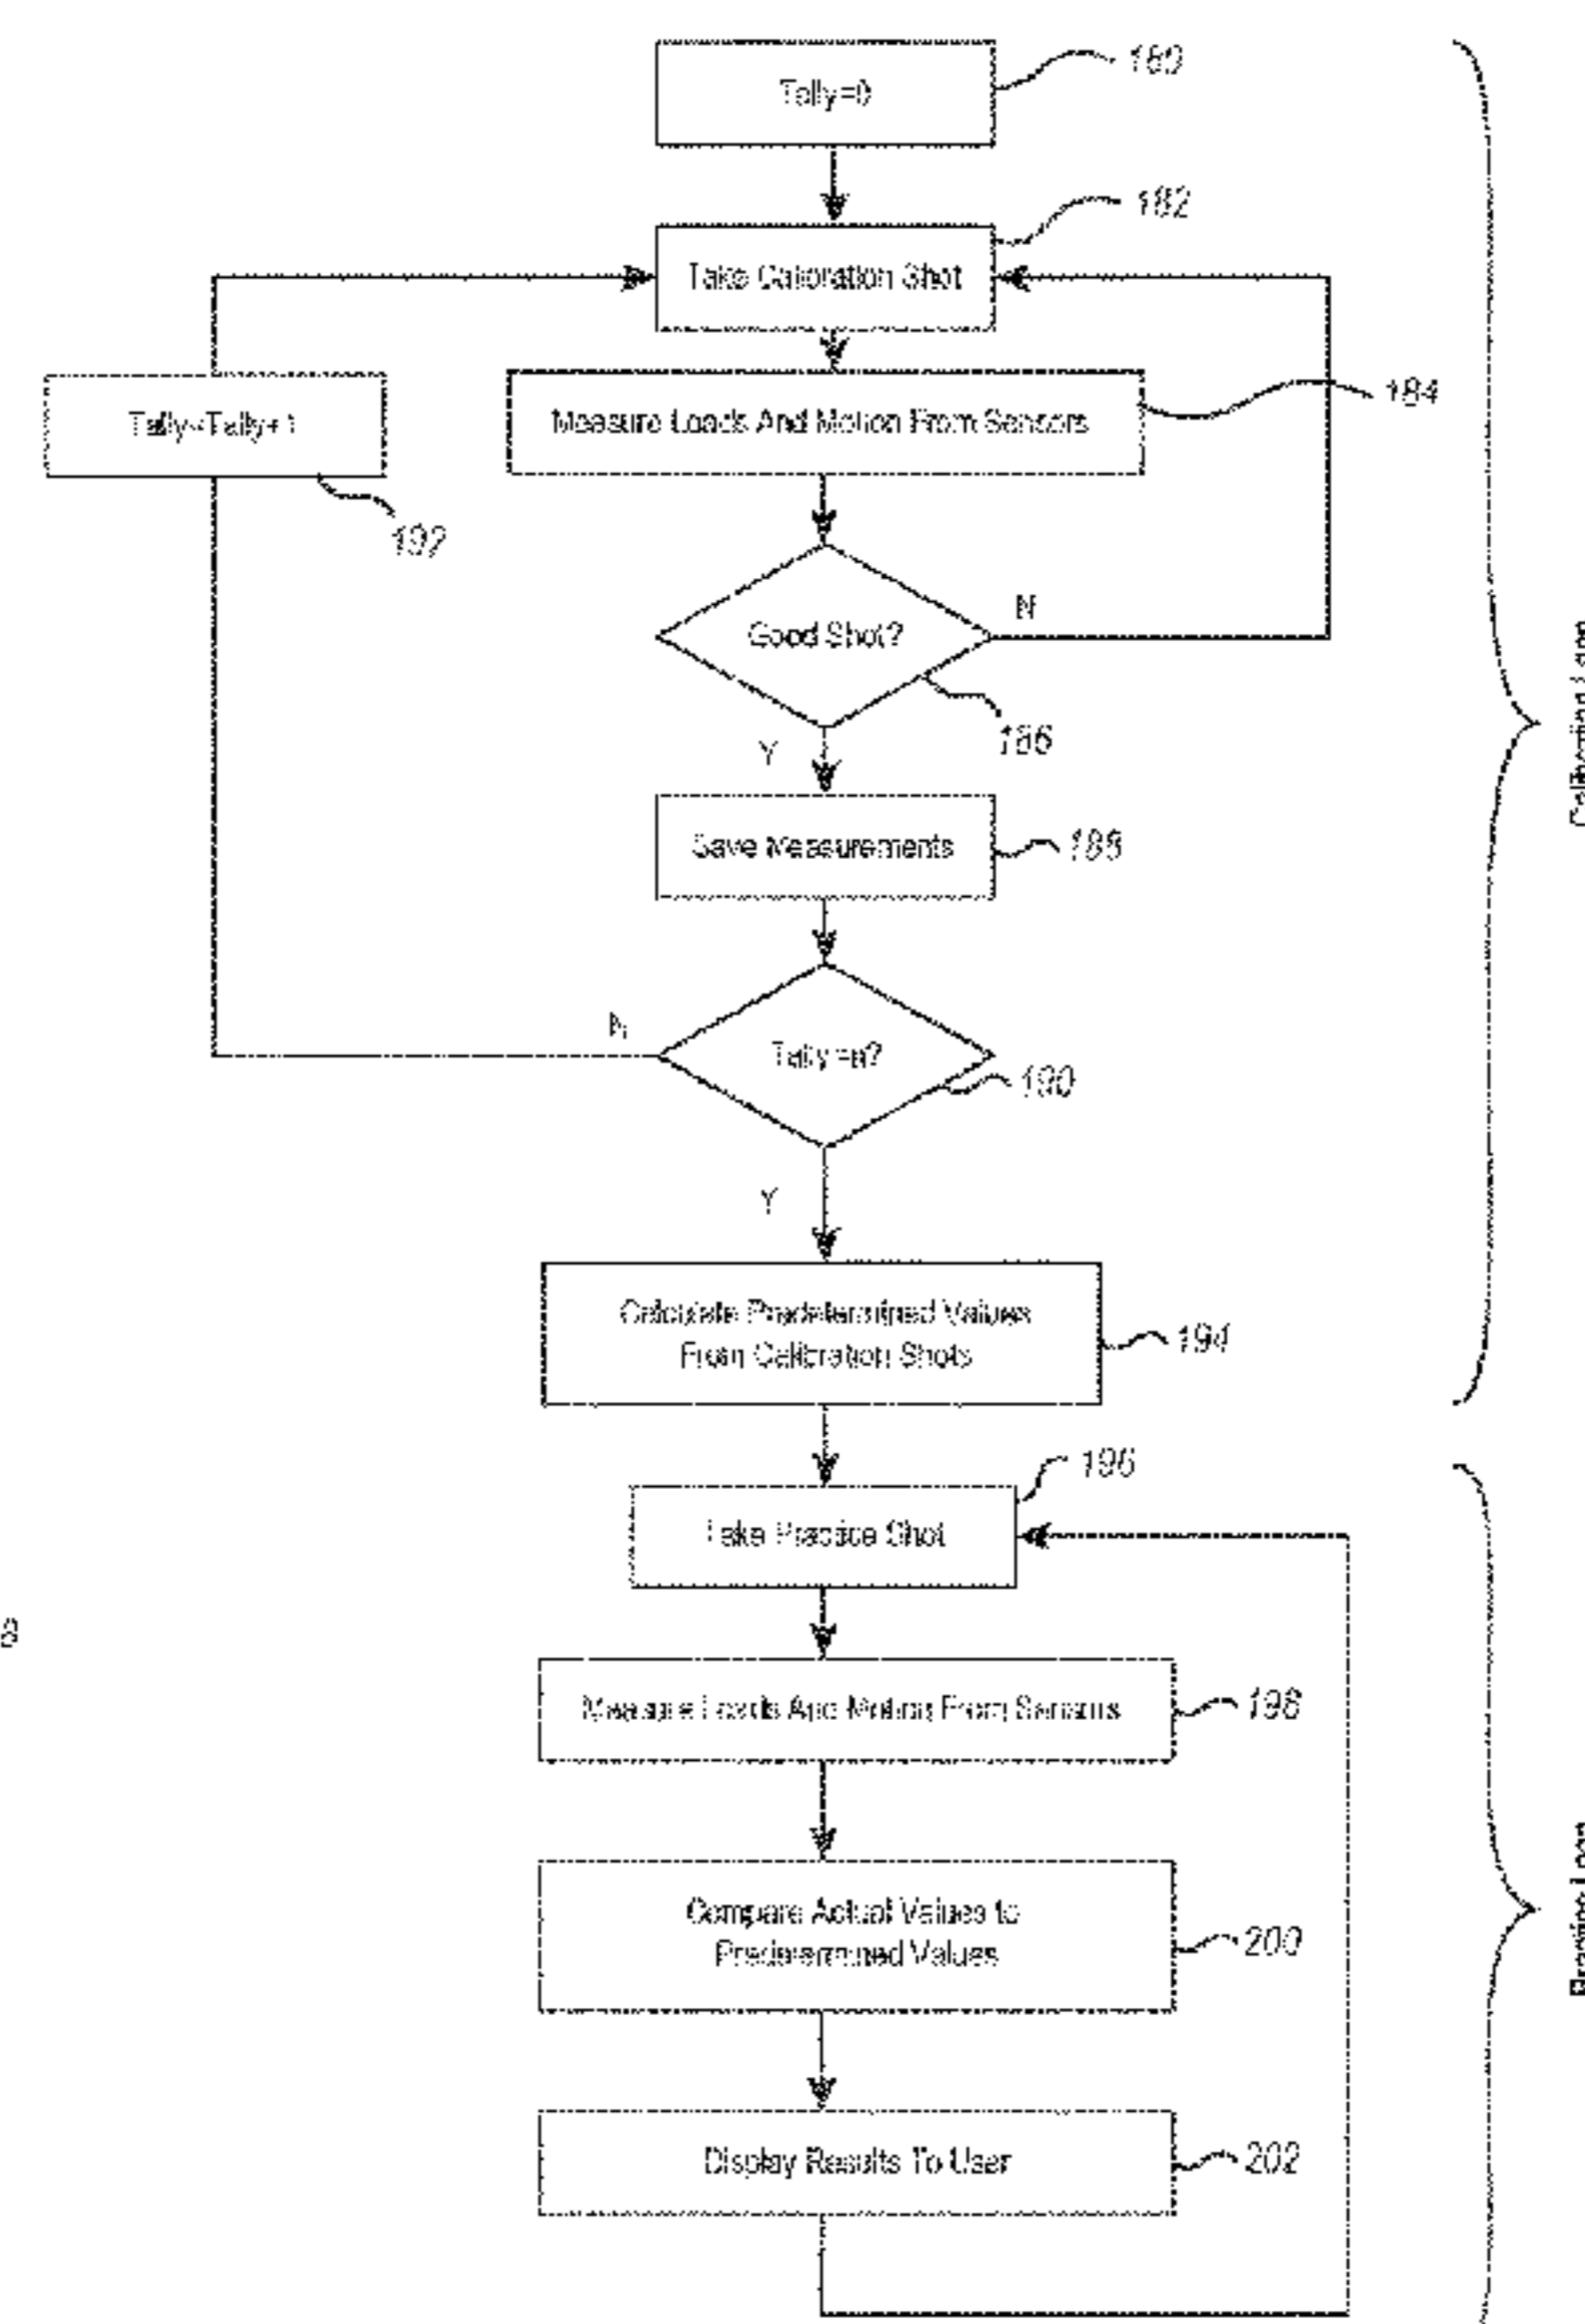 Tally=0
180
182
Take Calibration Shot
Measure Loads And Motion From Sensors
184
Tally=Tally+1
192
Good Shot?
N
186
Y
Save Measurements
188
N
Tally=n?
190
Y
Calculate Predetermined Values
From Calibration Shots
194
196
Take Practice Shot
Measure Loads And Motion From Sensors
198
Compare Actual Values to
Predetermined Values
200
Display Results To User
202